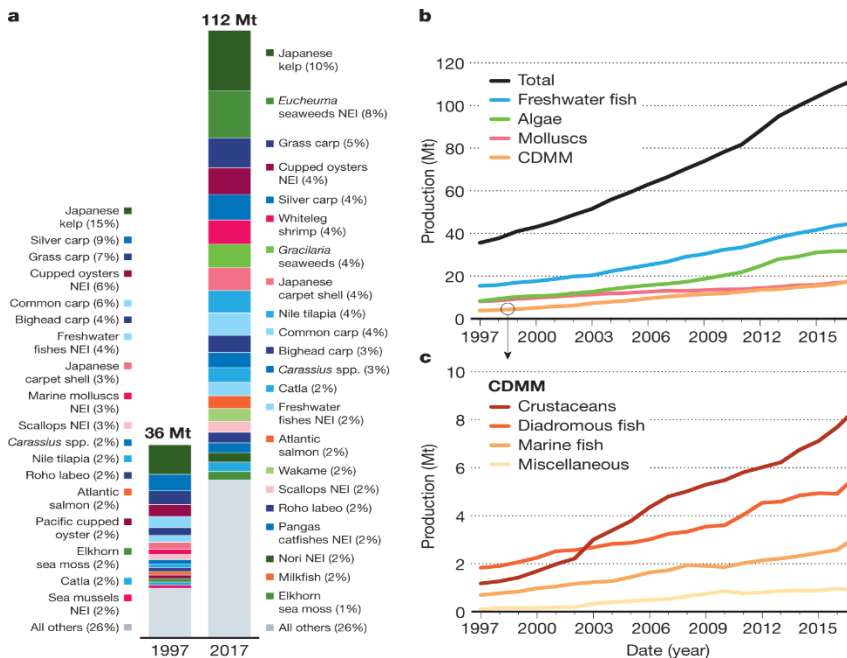 a
112 Mt
Japanese
kelp (10%)
Eucheuma
seaweeds NEI (8%)
Grass carp (5%)
Cupped oysters
NEI (4%)
Silver carp (4%)
Whiteleg
shrimp (4%)
Gracilaria
seaweeds (4%)
Japanese
carpet shell (4%)
Nile tilapia (4%)
Common carp (4%)
Bighead carp (3%)
Carassius spp. (3%)
Catla (2%)
Freshwater
fishes NEI (2%)
Atlantic
salmon (2%)
Wakame (2%)
Scallops NEI (2%)
Roho labeo (2%)
Pangas
catfishes NEI (2%)
Nori NEI (2%)
Milkfish (2%)
Elkhorn
sea moss (1%)
All others (26%)
Japanese
kelp (15%)
Silver carp (9%)
Grass carp (7%)
Cupped oysters
NEI (6%)
Common carp (6%)
Bighead carp (4%)
Freshwater
fishes NEI (4%)
Japanese
carpet shell (3%)
Marine molluscs
NEI (3%)
Scallops NEI (3%)
Carassius spp. (2%)
Nile tilapia (2%)
Roho labeo (2%)
Atlantic
salmon (2%)
Pacific cupped
oyster (2%)
Elkhorn
sea moss (2%)
Catla (2%)
Sea mussels
NEI (2%)
All others (26%)
36 Mt
1997 2017
b
Production (Mt)
120
100
80
60
40
20
0
Total
Freshwater fish
Algae
Molluscs
CDMM
1997 2000 2003 2006 2009 2012 2015
c
Production (Mt)
10
8
6
4
2
0
CDMM
Crustaceans
Diadromous fish
Marine fish
Miscellaneous
1997 2000 2003 2006 2009 2012 2015
Date (year)